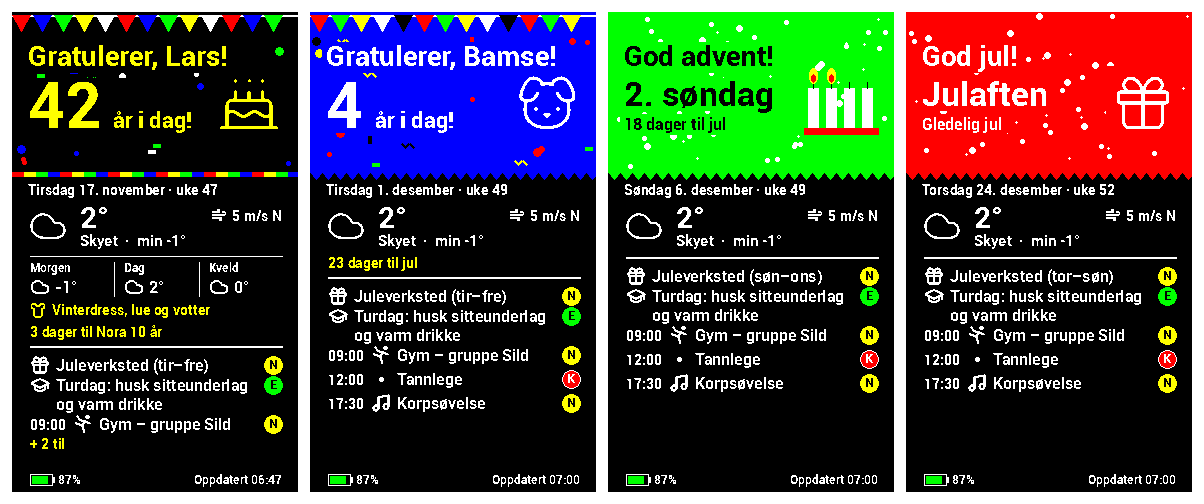 Gratulerer, Lars!
42 år i dag!
Tirsdag 17. november · uke 47
2°
5 m/s N
Skyet · min -1°
Morgen
Dag
Kveld
-1°
2°
0°
Vinterdress, lue og votter
3 dager til Nora 10 år
Juleverksted (tir–fre) N
Turdag: husk sitteunderlag E
og varm drikke
09:00 Gym – gruppe Sild N
+ 2 til
87%
Oppdatert 06:47
Gratulerer, Bamse!
4 år i dag!
Tirsdag 1. desember · uke 49
2°
5 m/s N
Skyet · min -1°
23 dager til jul
Juleverksted (tir–fre) N
Turdag: husk sitteunderlag E
og varm drikke
09:00 Gym – gruppe Sild N
12:00 • Tannlege K
17:30 Korpsøvelse N
87%
Oppdatert 07:00
God advent!
2. søndag
18 dager til jul
Søndag 6. desember · uke 49
2°
5 m/s N
Skyet · min -1°
Juleverksted (søn–ons) N
Turdag: husk sitteunderlag E
og varm drikke
09:00 Gym – gruppe Sild N
12:00 • Tannlege K
17:30 Korpsøvelse N
87%
Oppdatert 07:00
God jul!
Julaften
Gledelig jul
Torsdag 24. desember · uke 52
2°
5 m/s N
Skyet · min -1°
Juleverksted (tor–søn) N
Turdag: husk sitteunderlag E
og varm drikke
09:00 Gym – gruppe Sild N
12:00 • Tannlege K
17:30 Korpsøvelse N
87%
Oppdatert 07:00